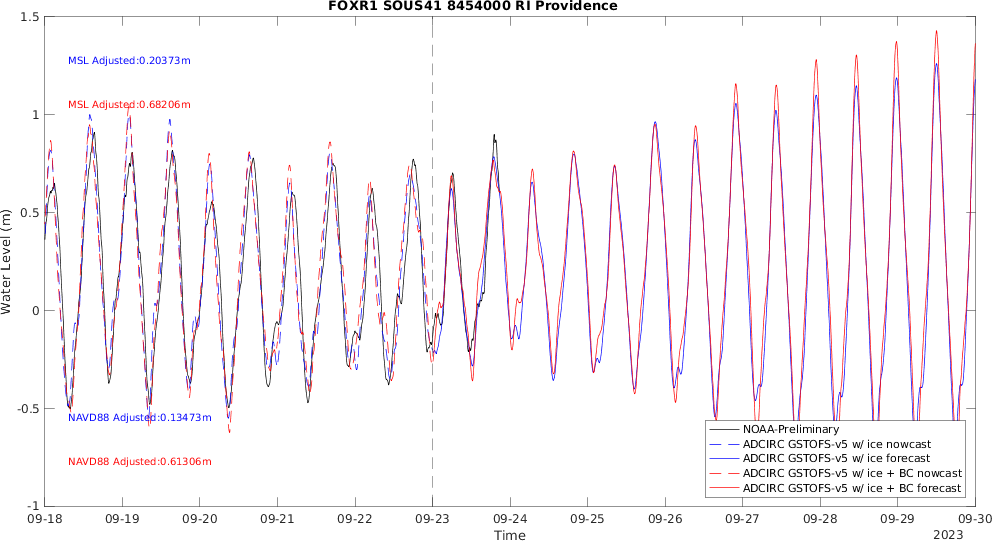 FOXR1 SOUS41 8454000 RI Providence
1.5
MSL Adjusted:0.20373m
MSL Adjusted:0.68206m
1
0.5
Water Level (m)
0
-0.5
NAVD88 Adjusted:0.13473m
NAVD88 Adjusted:0.61306m
NOAA-Preliminary
ADCIRC GSTOFS-v5 w/ ice nowcast
ADCIRC GSTOFS-v5 w/ ice forecast
ADCIRC GSTOFS-v5 w/ ice + BC nowcast
ADCIRC GSTOFS-v5 w/ ice + BC forecast
-1
09-18 09-19 09-20 09-21 09-22 09-23 09-24 09-25 09-26 09-27 09-28 09-29 09-30
Time
2023